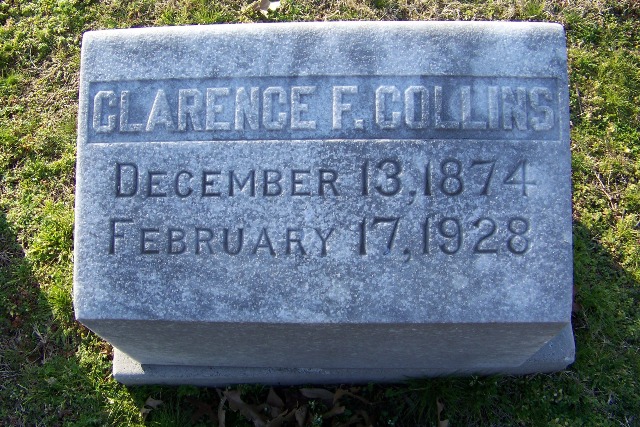 CLARENCE F. COLLINS
DECEMBER 13, 1874
FEBRUARY 17, 1928